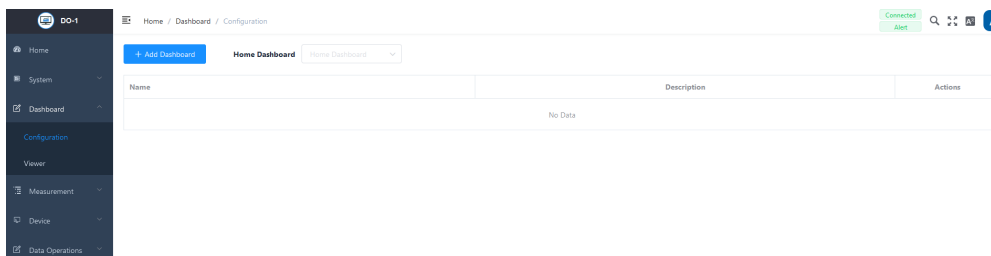 DO-1
Home / Dashboard / Configuration
Connected
Alert
Home
System
Dashboard
Configuration
Viewer
Measurement
Device
Data Operations
+ Add Dashboard
Home Dashboard
Home Dashboard
Name Description Actions
No Data